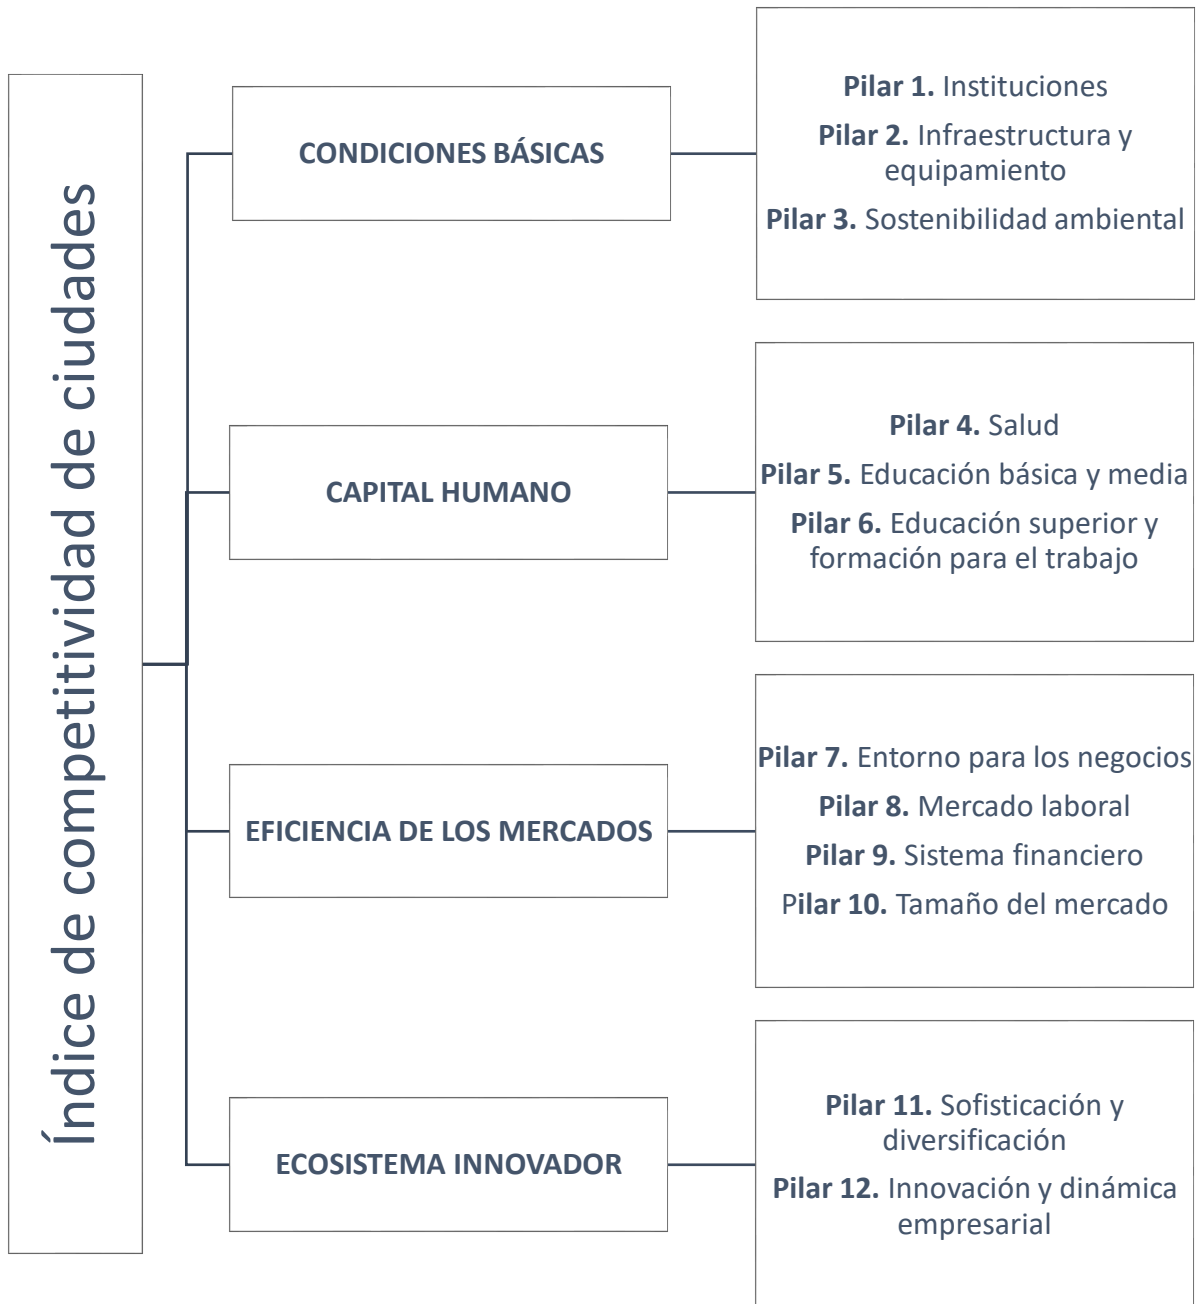 Índice de competitividad de ciudades
CONDICIONES BÁSICAS
Pilar 1. Instituciones
Pilar 2. Infraestructura y
equipamiento
Pilar 3. Sostenibilidad ambiental
CAPITAL HUMANO
Pilar 4. Salud
Pilar 5. Educación básica y media
Pilar 6. Educación superior y
formación para el trabajo
EFICIENCIA DE LOS MERCADOS
Pilar 7. Entorno para los negocios
Pilar 8. Mercado laboral
Pilar 9. Sistema financiero
Pilar 10. Tamaño del mercado
ECOSISTEMA INNOVADOR
Pilar 11. Sofisticación y
diversificación
Pilar 12. Innovación y dinámica
empresarial